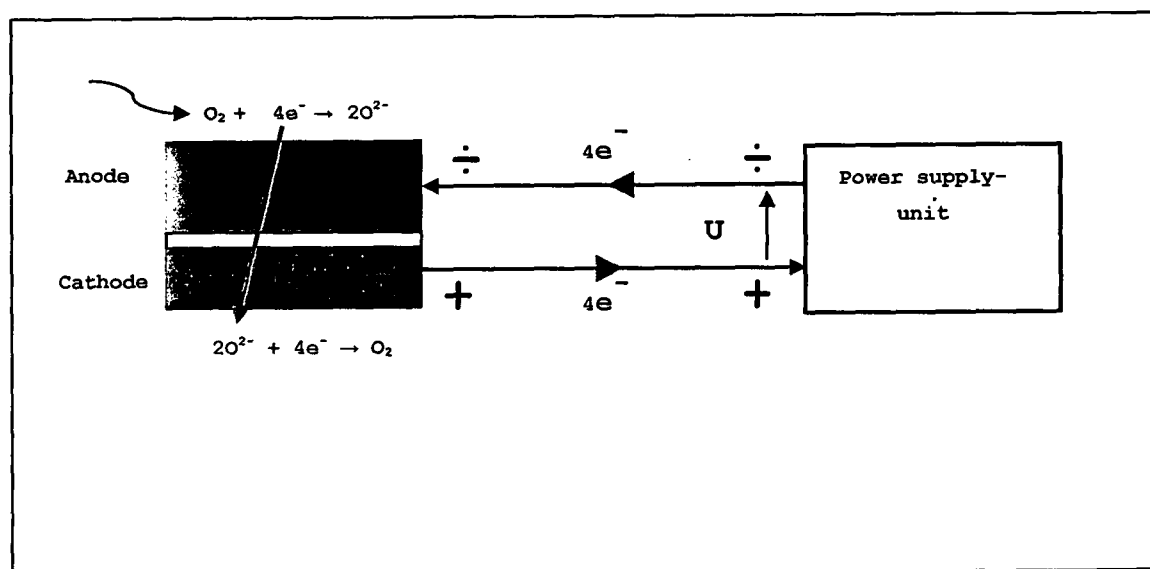 O₂ + 4e⁻ → 2O²⁻
÷ 4e⁻ ÷
Anode
Power supply-
unit
U
Cathode
+ 4e⁻ +
2O²⁻ + 4e⁻ → O₂